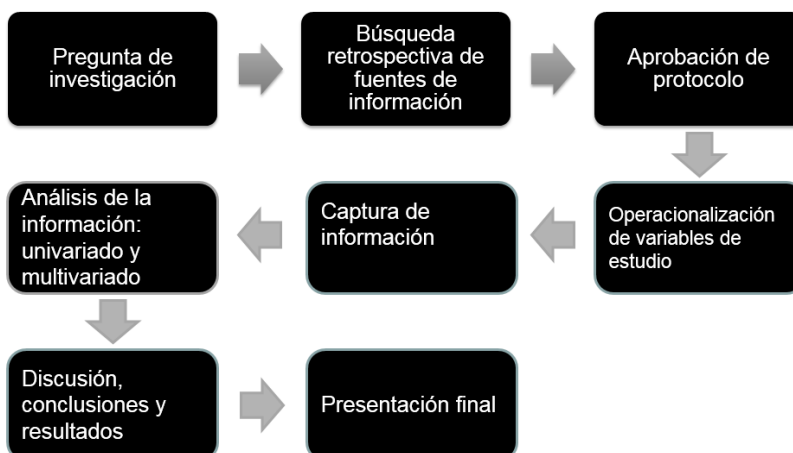 Pregunta de
investigación
Búsqueda
retrospectiva de
fuentes de
información
Aprobación de
protocolo
Operacionalización
de variables de
estudio
Captura de
información
Análisis de la
información:
univariado y
multivariado
Discusión,
conclusiones y
resultados
Presentación final